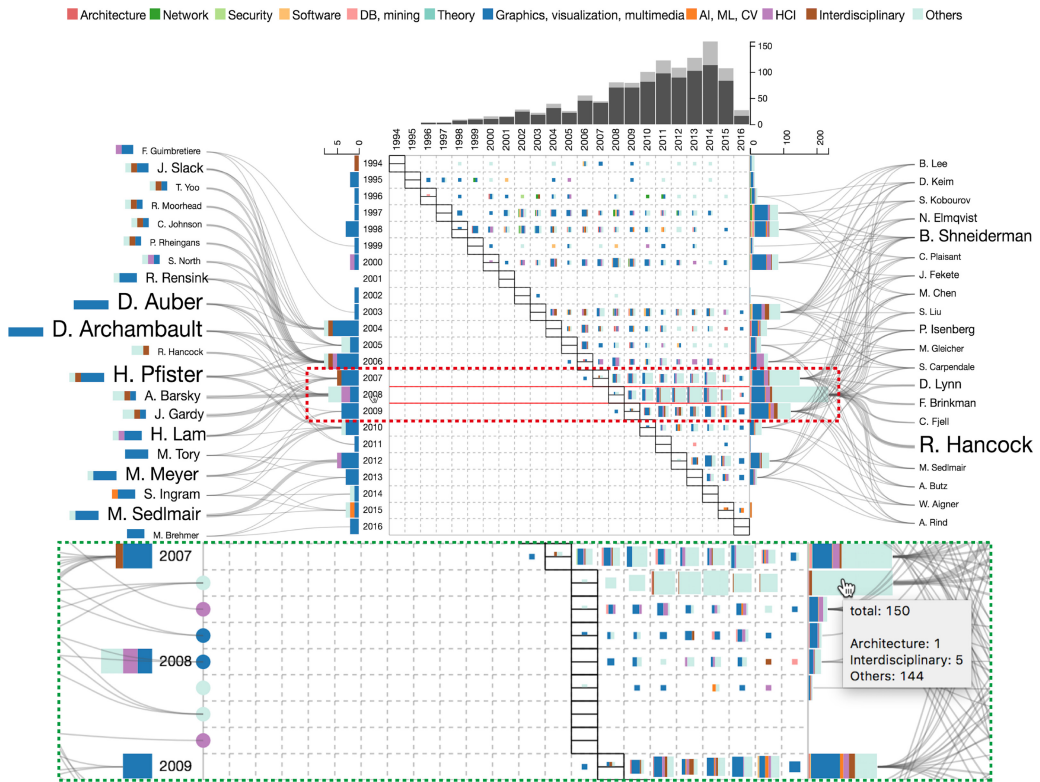 Architecture Network Security Software DB, mining Theory Graphics, visualization, multimedia AI, ML, CV HCI Interdisciplinary Others
150
100
50
0
1994 1995 1996 1997 1998 1999 2000 2001 2002 2003 2004 2005 2006 2007 2008 2009 2010 2011 2012 2013 2014 2015 2016
5 0
0 100 200
F. Guimbretiere
J. Slack
T. Yoo
R. Moorhead
C. Johnson
P. Rheingans
S. North
R. Rensink
D. Auber
D. Archambault
R. Hancock
H. Pfister
A. Barsky
J. Gardy
H. Lam
M. Tory
M. Meyer
S. Ingram
M. Sedlmair
M. Brehmer
1994
1995
1996
1997
1998
1999
2000
2001
2002
2003
2004
2005
2006
2007
2008
2009
2010
2011
2012
2013
2014
2015
2016
B. Lee
D. Keim
S. Kobourov
N. Elmqvist
B. Shneiderman
C. Plaisant
J. Fekete
M. Chen
S. Liu
P. Isenberg
M. Gleicher
S. Carpendale
D. Lynn
F. Brinkman
C. Fjell
R. Hancock
M. Sedlmair
A. Butz
W. Aigner
A. Rind
2007
2008
2009
total: 150
Architecture: 1
Interdisciplinary: 5
Others: 144